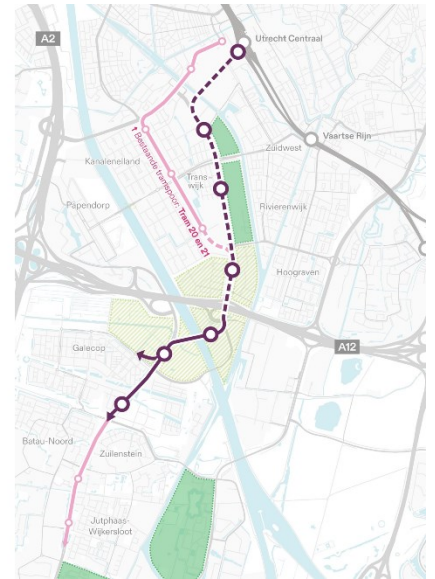 A2
Utrecht Centraal
Vaartse Rijn
Kanaleneiland
Zuidwest
Trans-
wijk
Bestaande tramspoor: Tram 20 en 21
Papendorp
Rivierenwijk
Hoograven
A12
Galecop
Batau-Noord
Zuilenstein
Jutphaas-
Wijkersloot